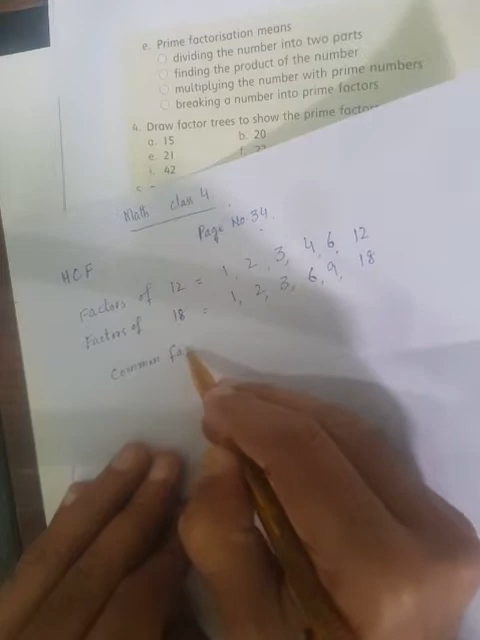 e. Prime factorisation means
dividing the number into two parts
finding the product of the number
multiplying the number with prime numbers
breaking a number into prime factors
4. Draw factor trees to show the prime factor
a. 15 b. 20
e. 21 f. 22
i. 42
Math class 4.
Page No. 34.
HCF
Factors of 12 = 1, 2, 3, 4, 6, 12
Factors of 18 = 1, 2, 3, 6, 9, 18
Common fa